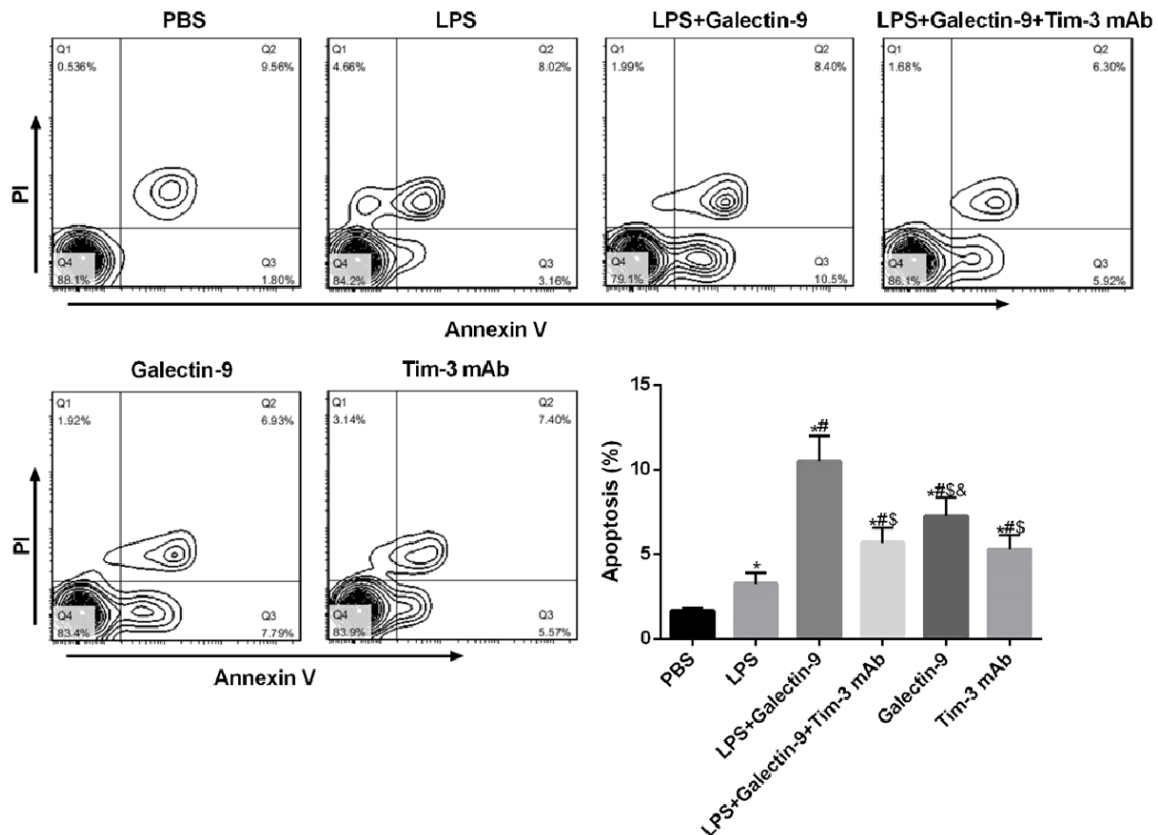 PBS
LPS
LPS+Galectin-9
LPS+Galectin-9+Tim-3 mAb
Q1
0.536%
Q2
9.56%
Q4
88.1%
Q3
1.80%
Q1
4.66%
Q2
8.02%
Q4
84.2%
Q3
3.16%
Q1
1.99%
Q2
8.40%
Q4
79.1%
Q3
10.5%
Q1
1.68%
Q2
6.30%
Q4
86.1%
Q3
5.92%
PI
Annexin V
Galectin-9
Tim-3 mAb
Q1
1.92%
Q2
6.93%
Q4
83.4%
Q3
7.79%
Q1
3.14%
Q2
7.40%
Q4
83.9%
Q3
5.57%
PI
Annexin V
Apoptosis (%)
15
10
5
0
*
*#
*#$
*#$&
*#$
PBS
LPS
LPS+Galectin-9
LPS+Galectin-9+Tim-3 mAb
Galectin-9
Tim-3 mAb